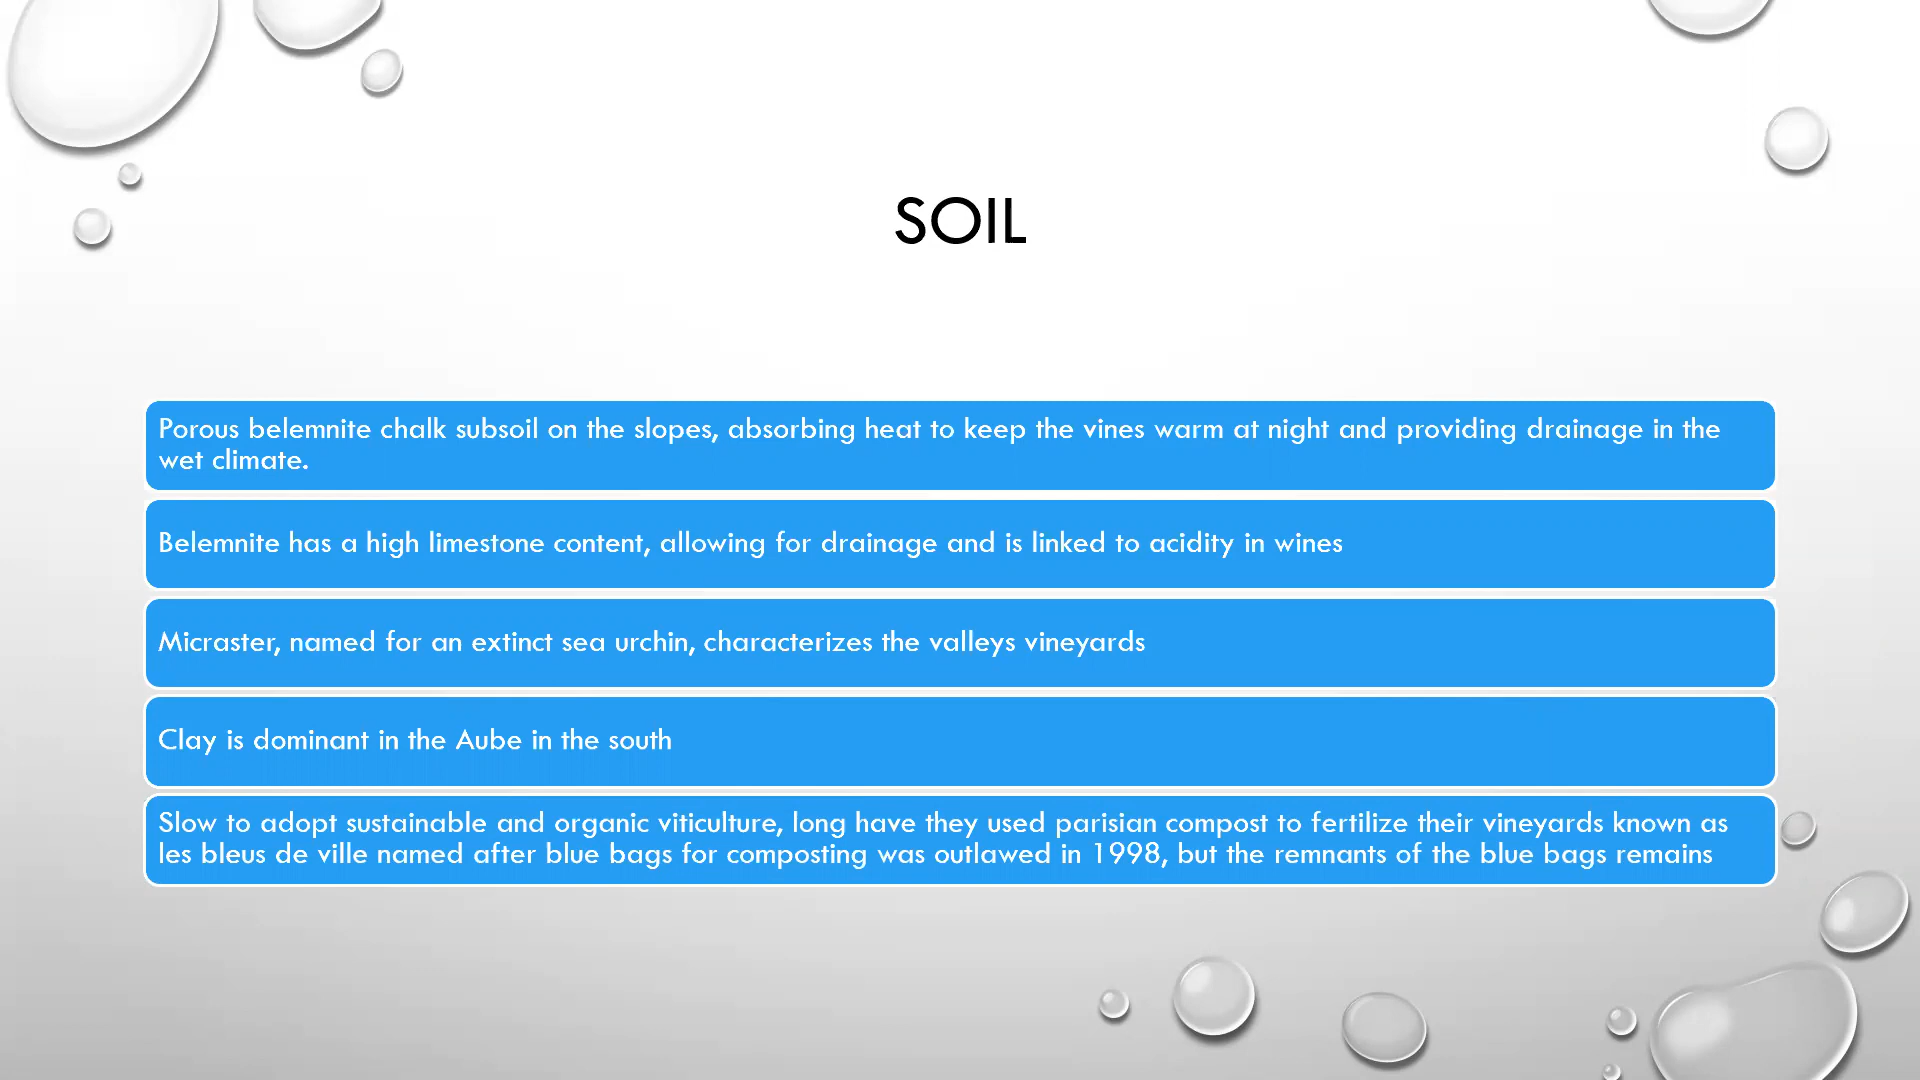 SOIL
Porous belemnite chalk subsoil on the slopes, absorbing heat to keep the vines warm at night and providing drainage in the
wet climate.
Belemnite has a high limestone content, allowing for drainage and is linked to acidity in wines
Micraster, named for an extinct sea urchin, characterizes the valleys vineyards
Clay is dominant in the Aube in the south
Slow to adopt sustainable and organic viticulture, long have they used parisian compost to fertilize their vineyards known as
les bleus de ville named after blue bags for composting was outlawed in 1998, but the remnants of the blue bags remains